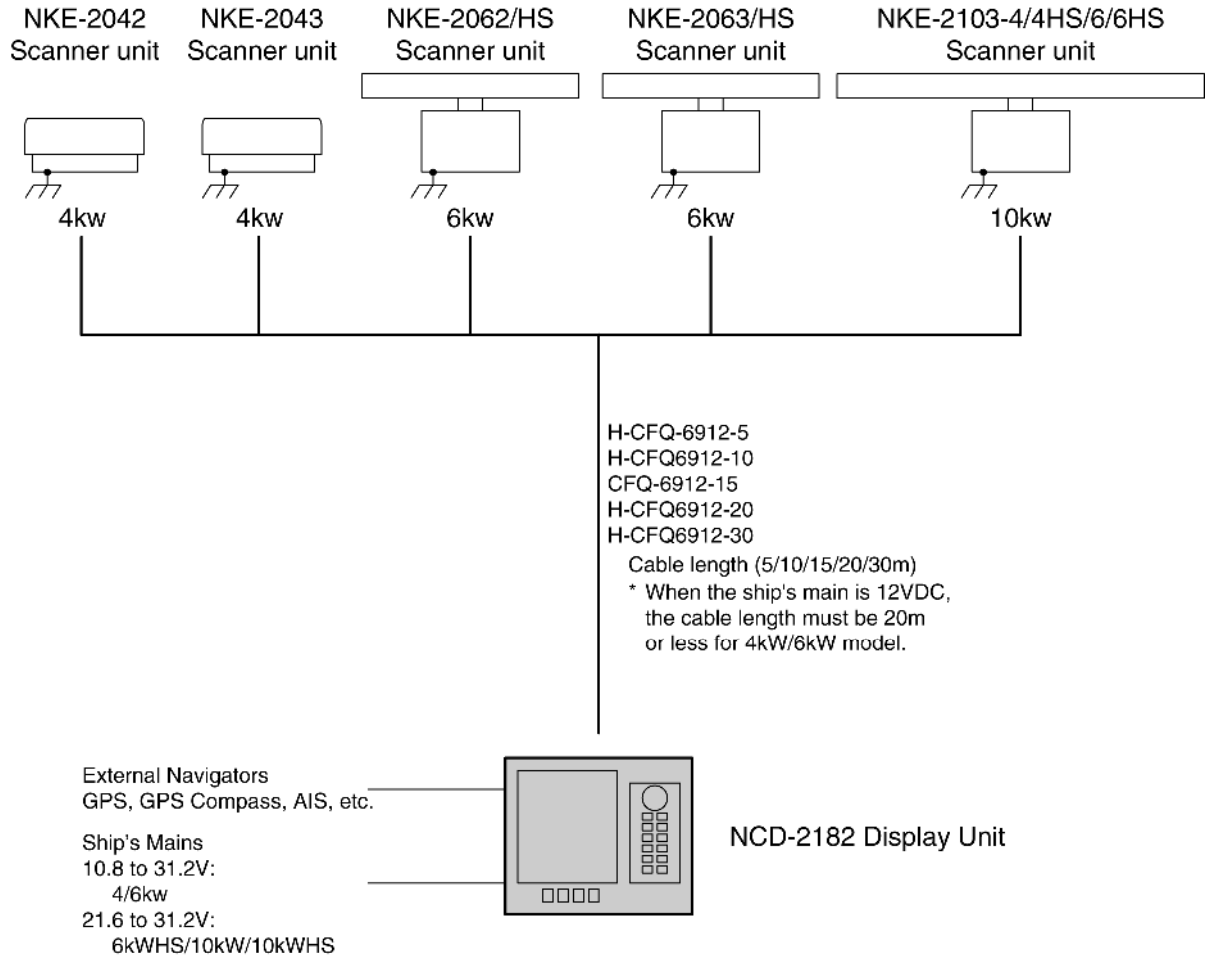 NKE-2042
Scanner unit
NKE-2043
Scanner unit
NKE-2062/HS
Scanner unit
NKE-2063/HS
Scanner unit
NKE-2103-4/4HS/6/6HS
Scanner unit
4kw
4kw
6kw
6kw
10kw
H-CFQ-6912-5
H-CFQ6912-10
CFQ-6912-15
H-CFQ6912-20
H-CFQ6912-30
Cable length (5/10/15/20/30m)
* When the ship's main is 12VDC,
the cable length must be 20m
or less for 4kW/6kW model.
External Navigators
GPS, GPS Compass, AIS, etc.
Ship's Mains
10.8 to 31.2V:
4/6kw
21.6 to 31.2V:
6kWHS/10kW/10kWHS
NCD-2182 Display Unit